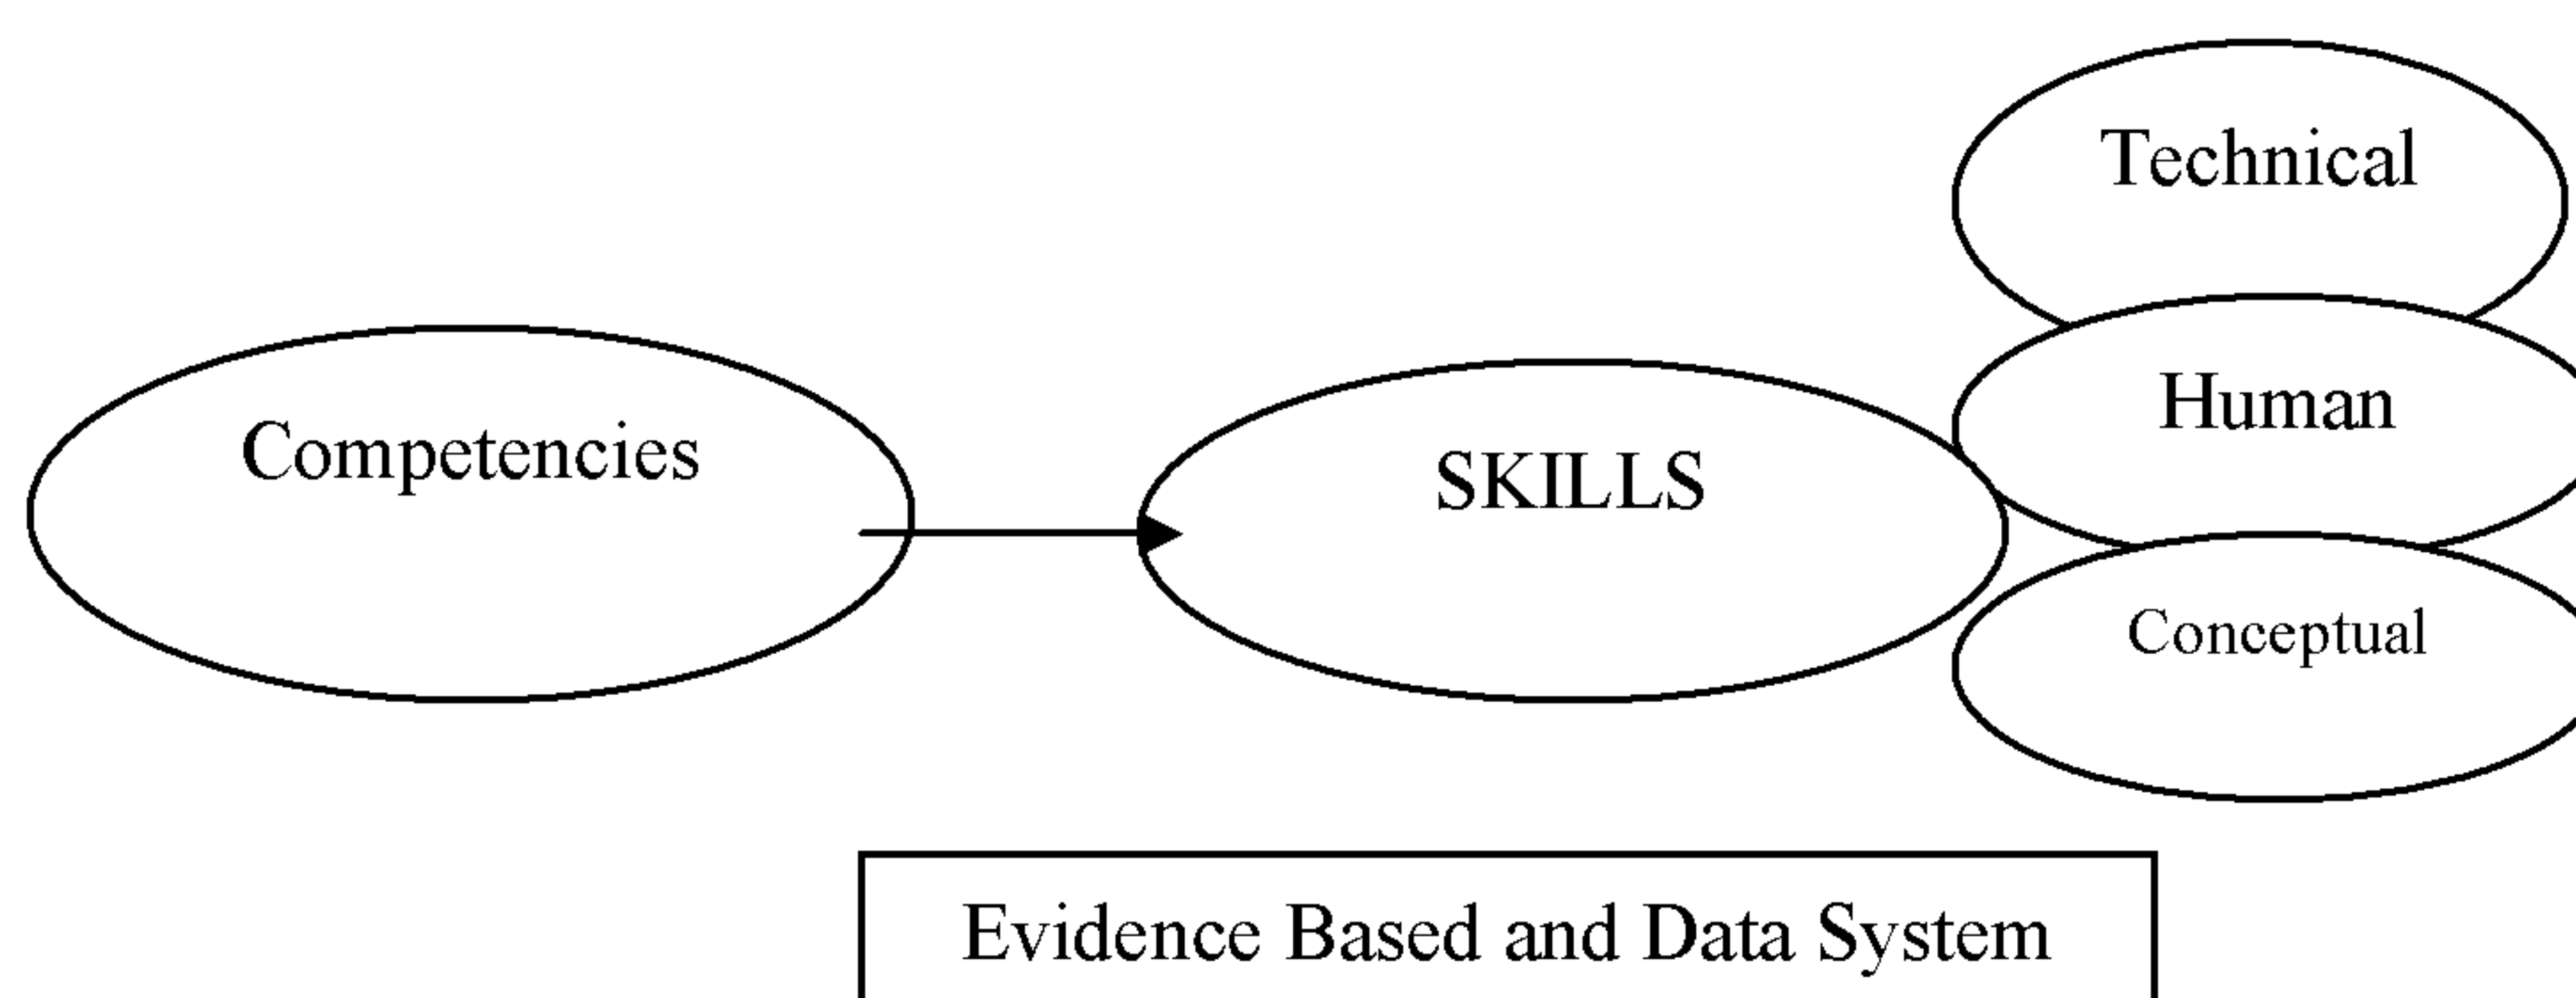 Technical
Human
Competencies
SKILLS
Conceptual
Evidence Based and Data System